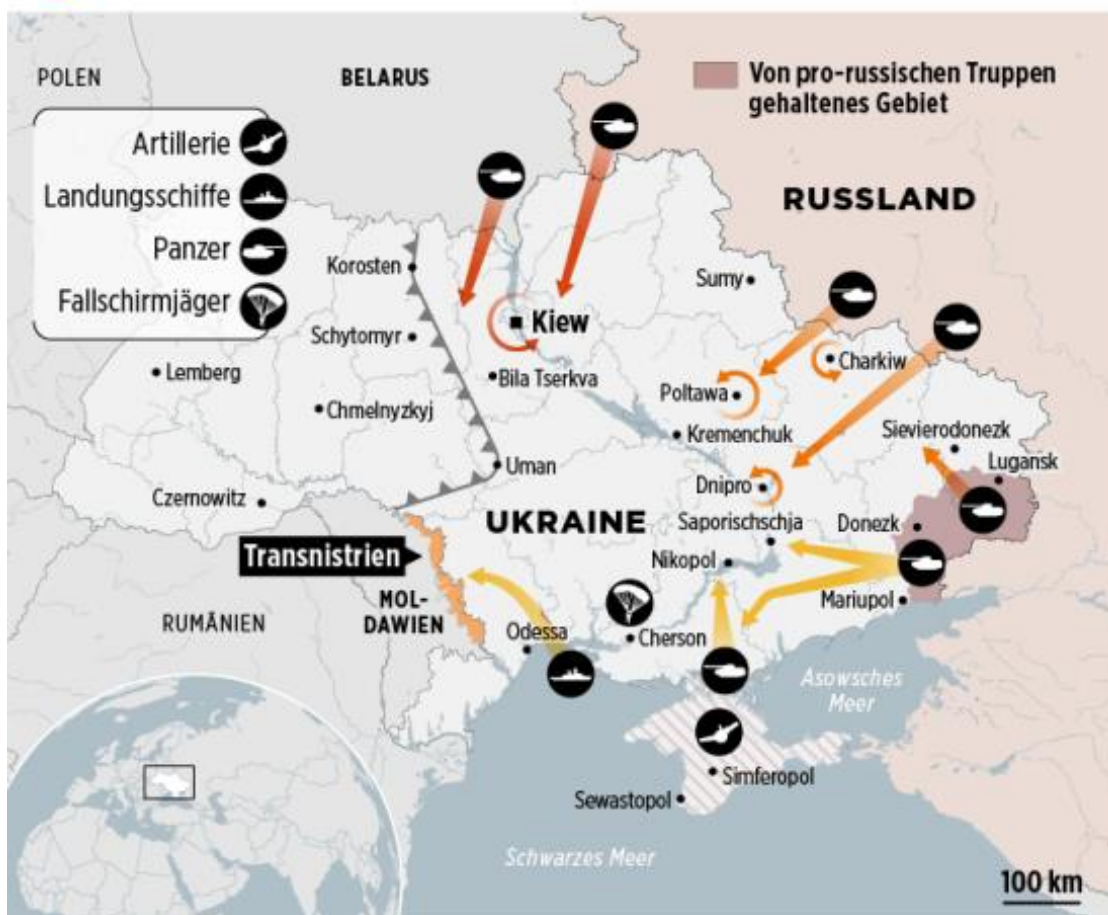 POLEN
BELARUS
Von pro-russischen Truppen
gehaltenes Gebiet
Artillerie
Landungsschiffe
Panzer
Fallschirmjäger
RUSSLAND
Korosten
Sumy
Schytomyr
Kiew
Charkiw
Lemberg
Bila Tserkva
Poltawa
Chmelnyzkyj
Kremenchuk
Sievierodonezk
Uman
Lugansk
Dnipro
Czernowitz
UKRAINE
Donezk
Saporischschja
Transnistrien
Nikopol
Mariupol
MOL-
DAWIEN
RUMÄNIEN
Odessa
Cherson
Asowsches
Meer
Simferopol
Sewastopol
Schwarzes Meer
100 km